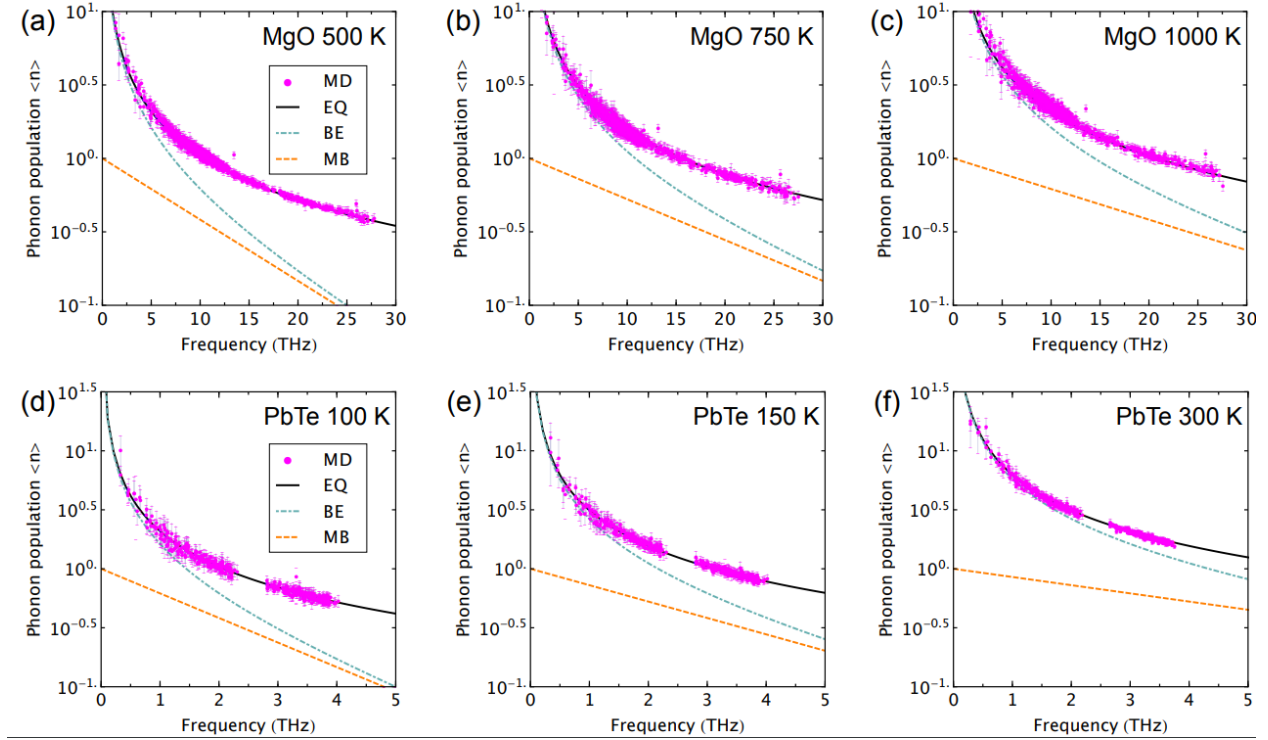 (a) MgO 500 K
MD
EQ
BE
MB
Phonon population <n>
10^1.
10^0.5
10^0.
10^-0.5
10^-1.
0 5 10 15 20 25 30
Frequency (THz)
(b) MgO 750 K
Phonon population <n>
10^1.
10^0.5
10^0.
10^-0.5
10^-1.
0 5 10 15 20 25 30
Frequency (THz)
(c) MgO 1000 K
Phonon population <n>
10^1.
10^0.5
10^0.
10^-0.5
10^-1.
0 5 10 15 20 25 30
Frequency (THz)
(d) PbTe 100 K
MD
EQ
BE
MB
Phonon population <n>
10^1.5
10^1.
10^0.5
10^0.
10^-0.5
10^-1.
0 1 2 3 4 5
Frequency (THz)
(e) PbTe 150 K
Phonon population <n>
10^1.5
10^1.
10^0.5
10^0.
10^-0.5
10^-1.
0 1 2 3 4 5
Frequency (THz)
(f) PbTe 300 K
Phonon population <n>
10^1.5
10^1.
10^0.5
10^0.
10^-0.5
10^-1.
0 1 2 3 4 5
Frequency (THz)